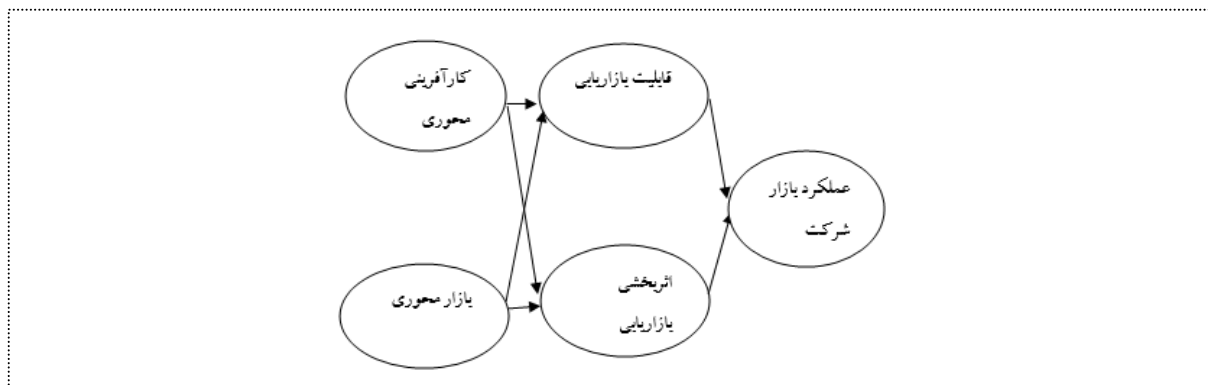 کارآفرینی
محوری
قابلیت بازاریابی
عملکرد بازار
شرکت
بازار محوری
اثربخشی
بازاریابی